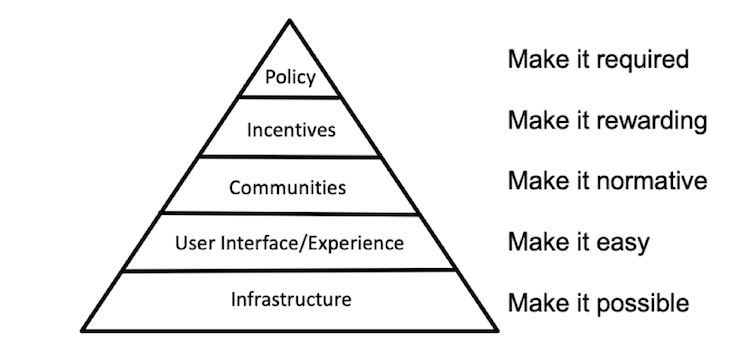 Policy
Make it required
Incentives
Make it rewarding
Communities
Make it normative
User Interface/Experience
Make it easy
Infrastructure
Make it possible